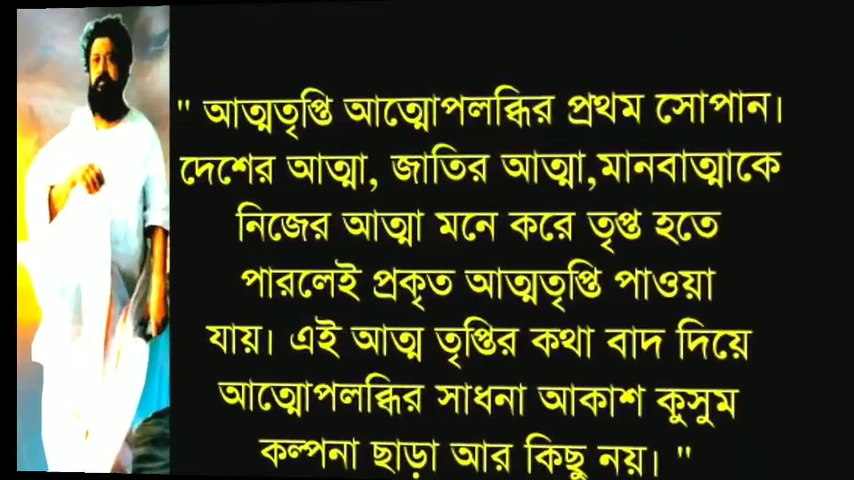 " আত্মতৃপ্তি আত্মোপলব্ধির প্রথম সোপান।
দেশের আত্মা, জাতির আত্মা,মানবাত্মাকে
নিজের আত্মা মনে করে তৃপ্ত হতে
পারলেই প্রকৃত আত্মতৃপ্তি পাওয়া
যায়। এই আত্ম তৃপ্তির কথা বাদ দিয়ে
আত্মোপলব্ধির সাধনা আকাশ কুসুম
কল্পনা ছাড়া আর কিছু নয়। "